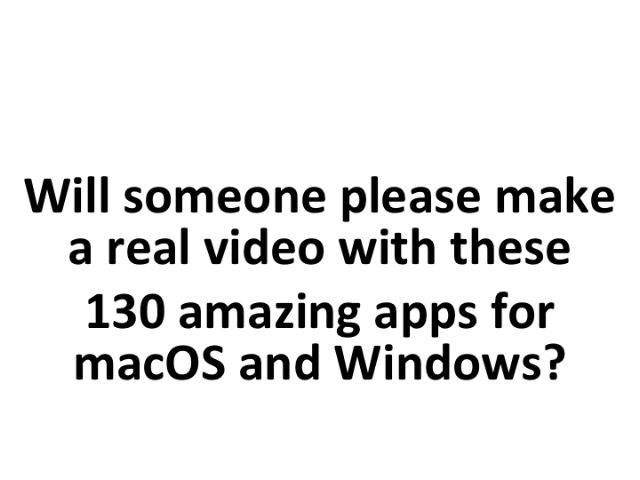 Will someone please make
a real video with these
130 amazing apps for
macOS and Windows?